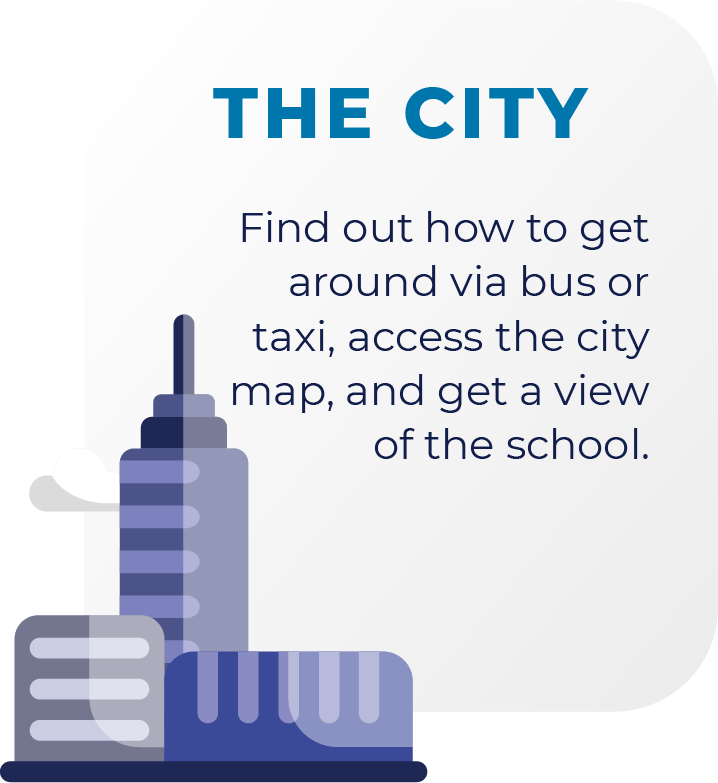 THE CITY
Find out how to get
around via bus or
taxi, access the city
map, and get a view
of the school.